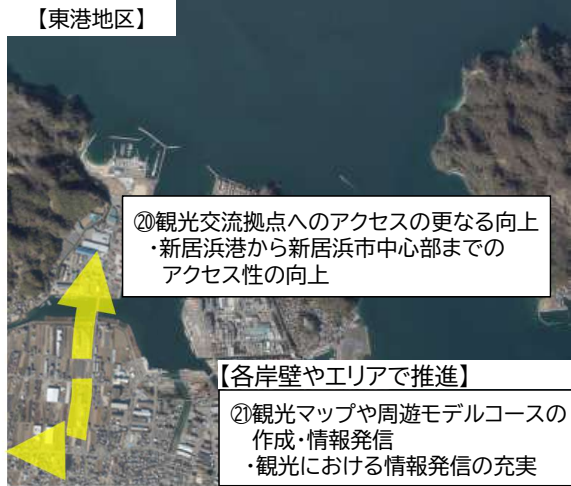 【東港地区】
⑳観光交流拠点へのアクセスの更なる向上
・新居浜港から新居浜市中心部までの
アクセス性の向上
【各岸壁やエリアで推進】
㉑観光マップや周遊モデルコースの
作成・情報発信
・観光における情報発信の充実